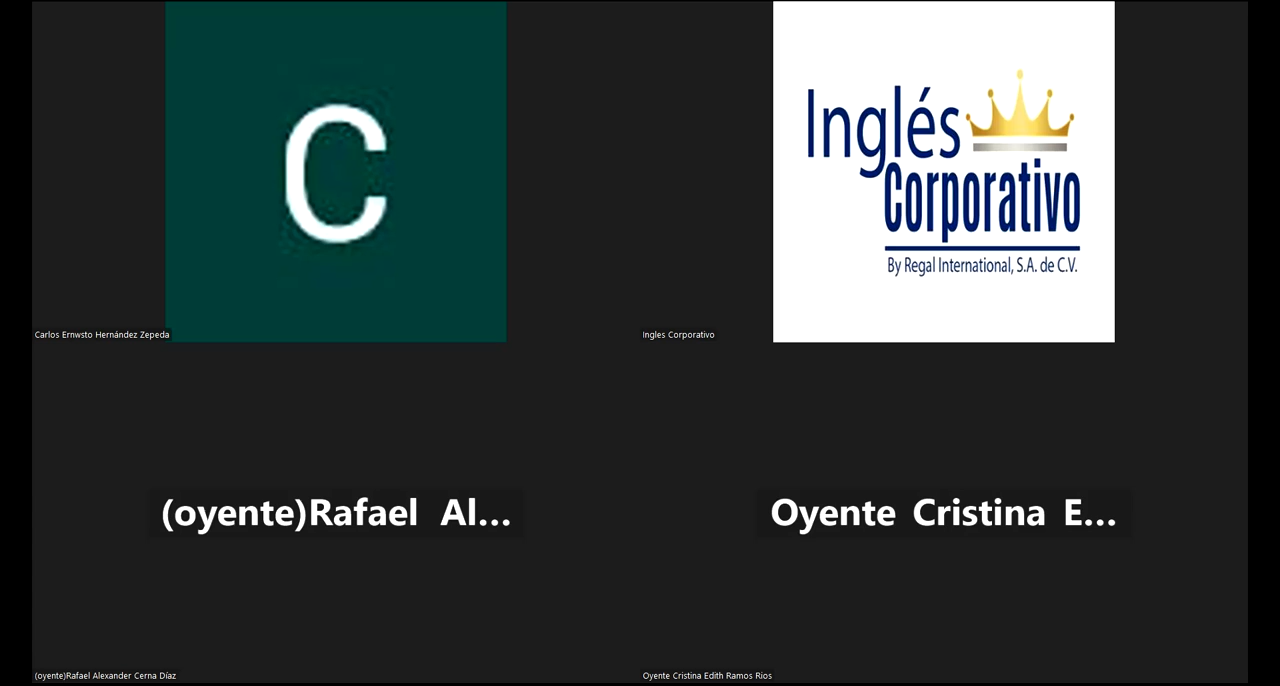 C
Inglés
Corporativo
By Regal International, S.A. de C.V.
Carlos Ernwsto Hernández Zepeda
Ingles Corporativo
(oyente)Rafael Al...
Oyente Cristina E...
(oyente)Rafael Alexander Cerna Díaz
Oyente Cristina Edith Ramos Rios